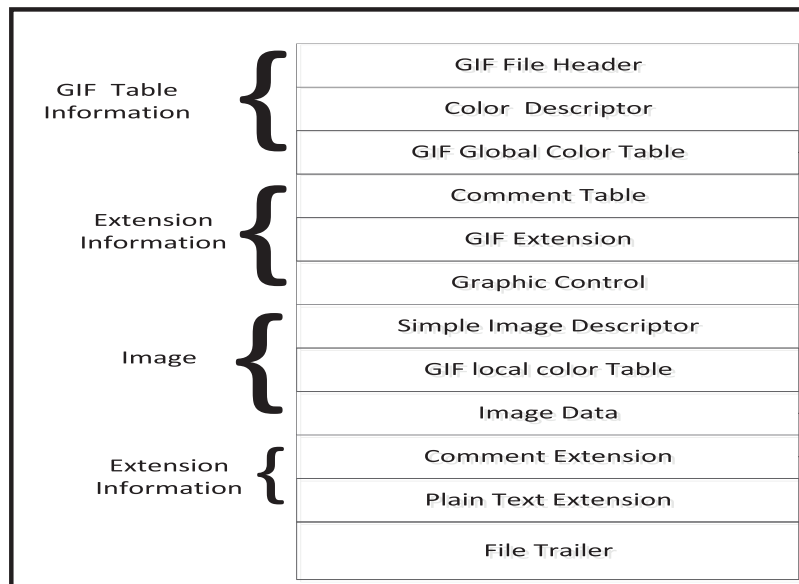 GIF Table
Information
GIF File Header
Color Descriptor
GIF Global Color Table
Extension
Information
Comment Table
GIF Extension
Graphic Control
Image
Simple Image Descriptor
GIF local color Table
Image Data
Extension
Information
Comment Extension
Plain Text Extension
File Trailer